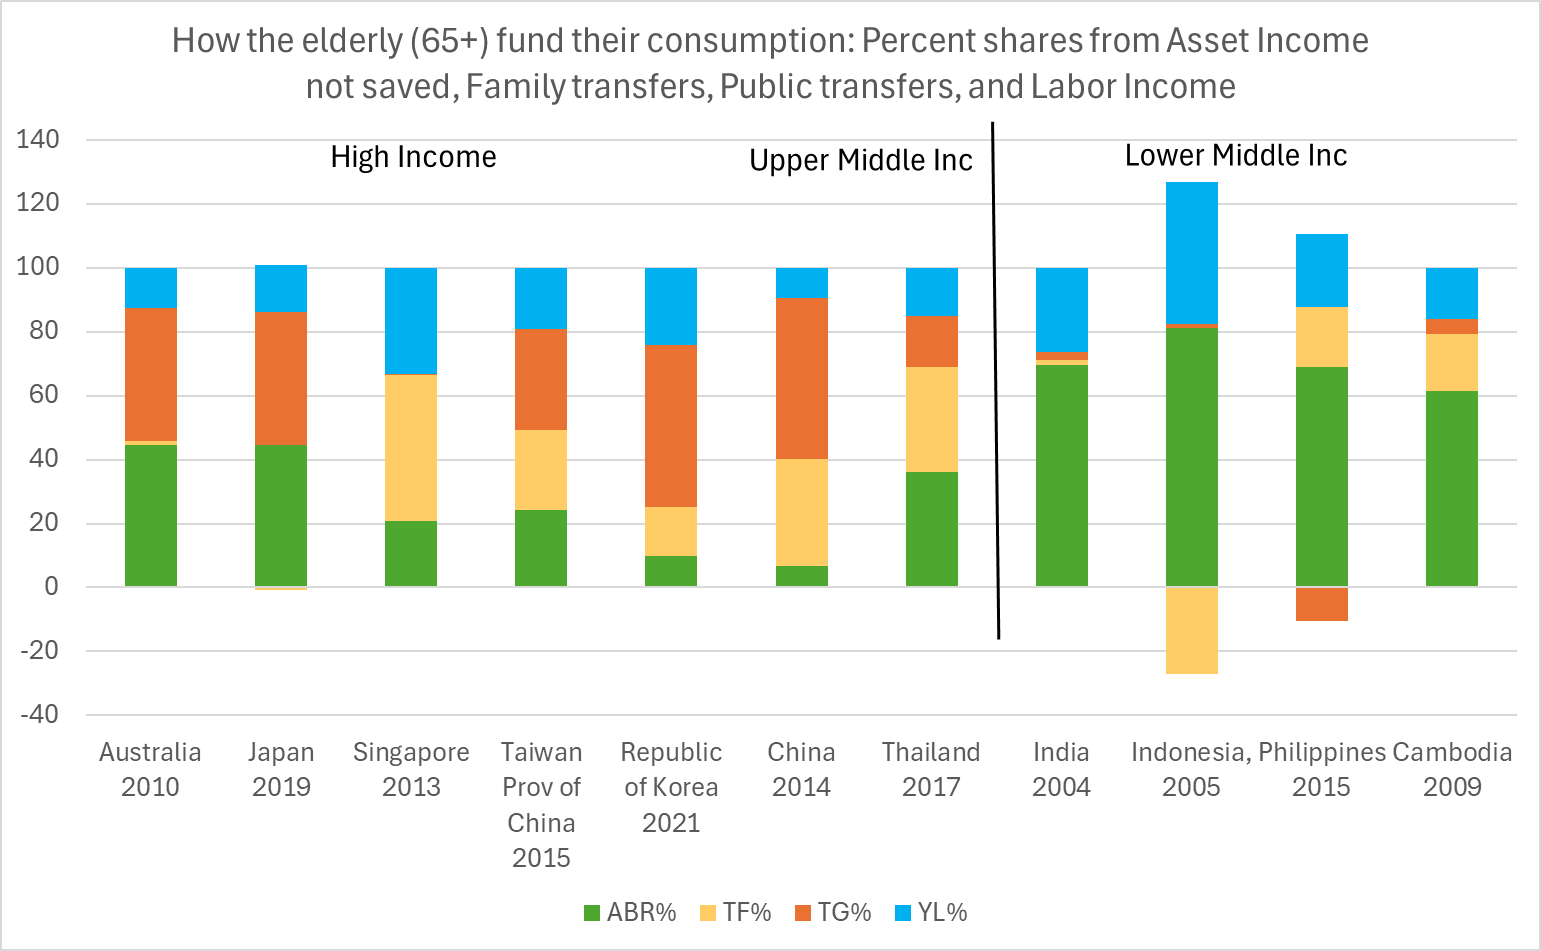 How the elderly (65+) fund their consumption: Percent shares from Asset Income
not saved, Family transfers, Public transfers, and Labor Income
High Income
Upper Middle Inc
Lower Middle Inc
140
120
100
80
60
40
20
0
-20
-40
Australia
2010
Japan
2019
Singapore
2013
Taiwan
Prov of
China
2015
Republic
of Korea
2021
China
2014
Thailand
2017
India
2004
Indonesia,
2005
Philippines
2015
Cambodia
2009
ABR%
TF%
TG%
YL%